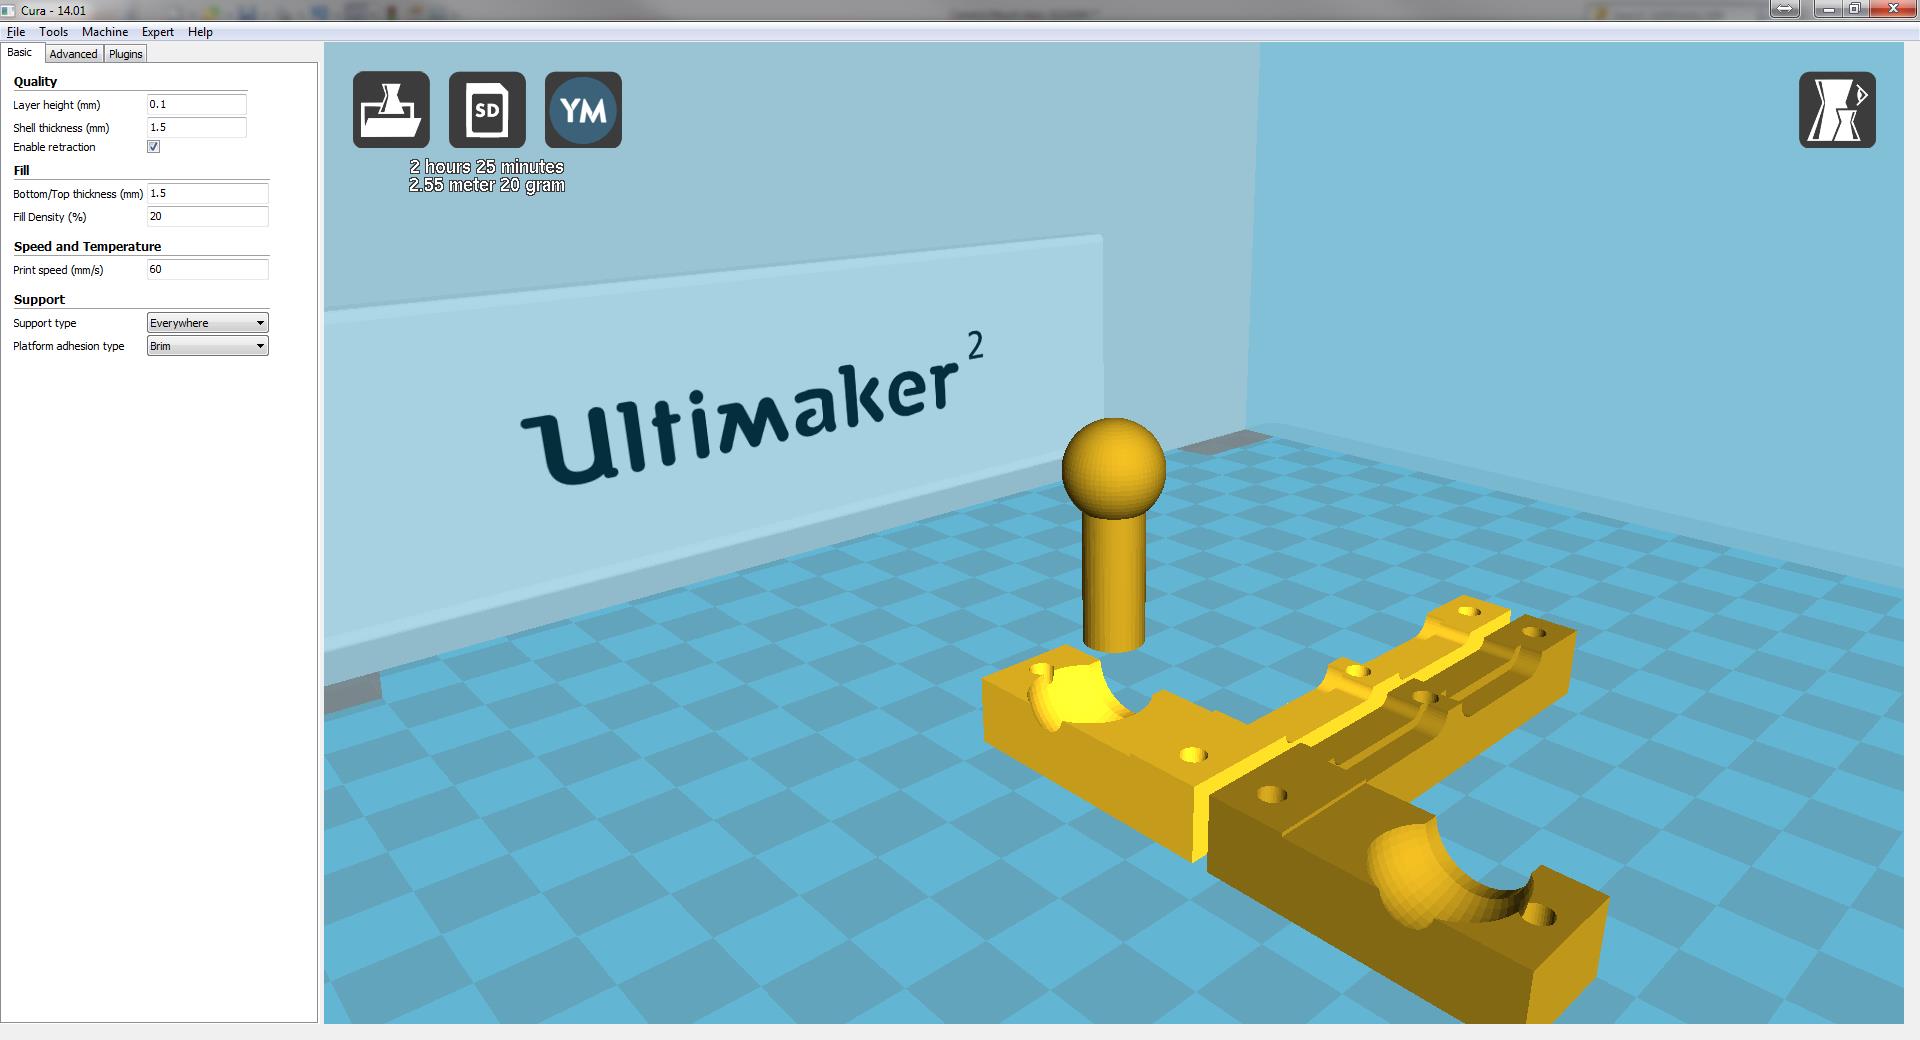 Cura - 14.01
File Tools Machine Expert Help
Basic Advanced Plugins
Quality
Layer height (mm) 0.1
Shell thickness (mm) 1.5
Enable retraction
Fill
Bottom/Top thickness (mm) 1.5
Fill Density (%) 20
Speed and Temperature
Print speed (mm/s) 60
Support
Support type Everywhere
Platform adhesion type Brim
SD
YM
2 hours 25 minutes
2.55 meter 20 gram
Ultimaker 2